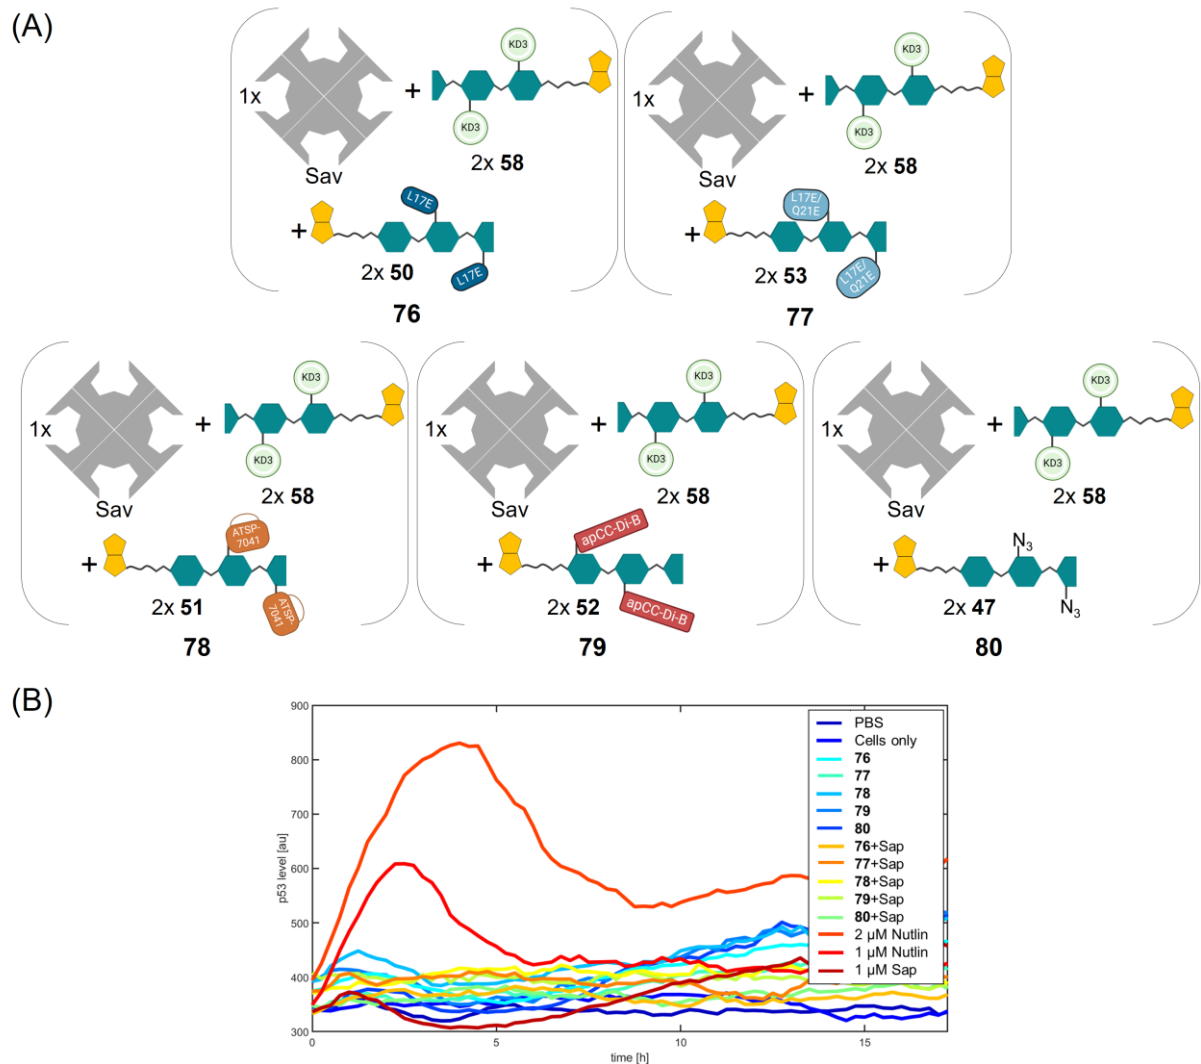 (A)
KD3
KD3
1x
+
KD3
1x
+
KD3
2x 58
2x 58
Sav
Sav
+
L17E
+
L17E/
Q21E
2x 50
L17E
2x 53
L17E/
Q21E
76
77
KD3
KD3
KD3
1x
+
1x
+
1x
+
KD3
KD3
KD3
2x 58
2x 58
2x 58
Sav
Sav
Sav
+
ATSP-
7041
+
apCC-Di-B
+
N3
2x 51
ATSP-
7041
2x 52
apCC-Di-B
2x 47
N3
78
79
80
(B)
900
800
700
600
500
400
300
p53 level [au]
0
5
10
15
time [h]
PBS
Cells only
76
77
78
79
80
76+Sap
77+Sap
78+Sap
79+Sap
80+Sap
2 µM Nutlin
1 µM Nutlin
1 µM Sap